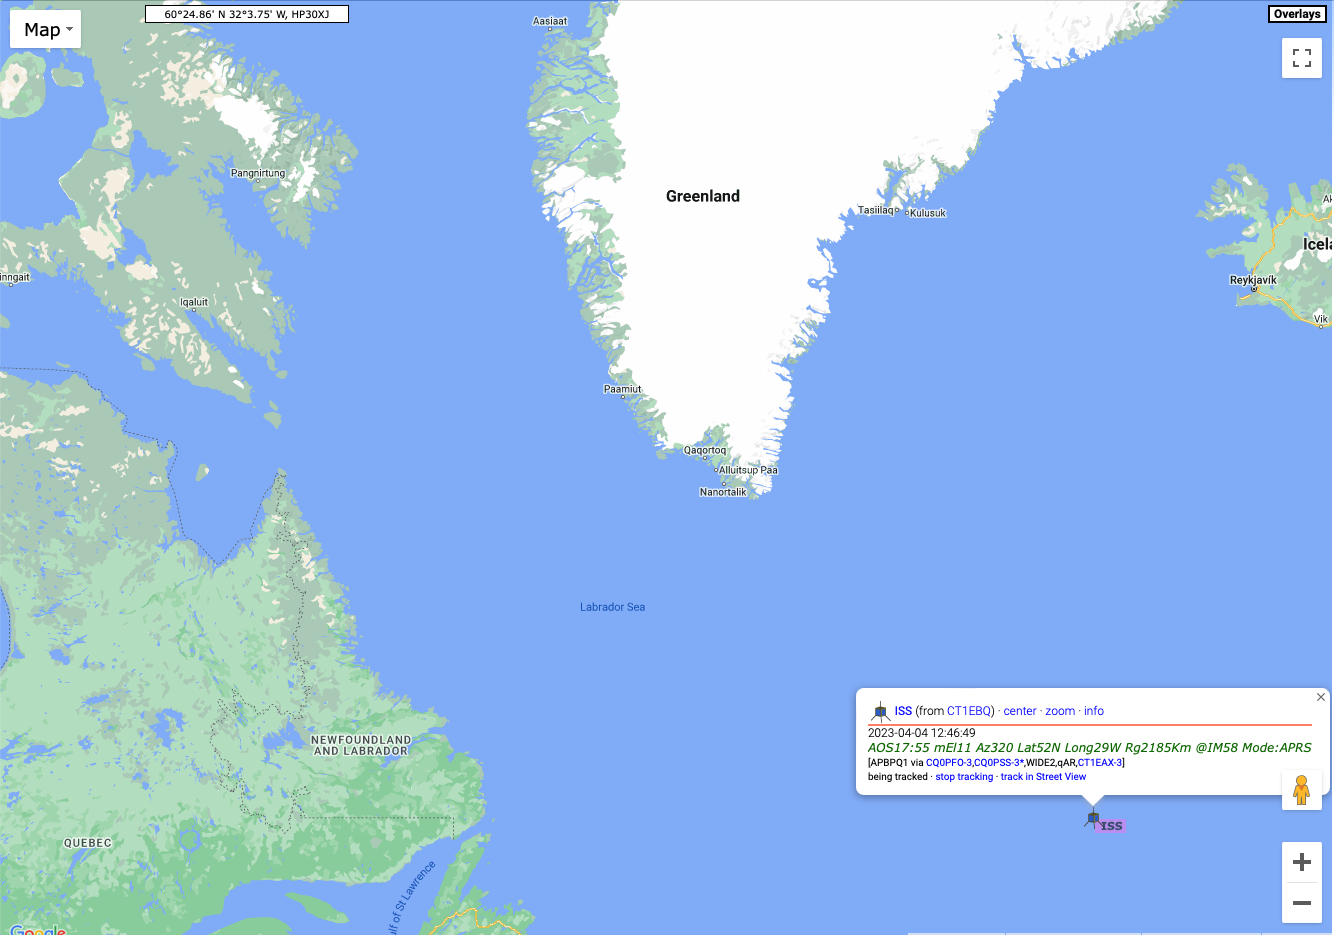 Map
60°24.86' N 32°3.75' W, HP30XJ
Overlays
Aasiaat
Pangnirtung
Greenland
Tasiilaq
Kulusuk
Ak
Icela
inngait
Reykjavík
Iqaluit
Vik
Paamiut
Qaqortoq
Alluitsup Paa
Nanortalik
Labrador Sea
ISS (from CT1EBQ) · center · zoom · info
2023-04-04 12:46:49
AOS17:55 mEl11 Az320 Lat52N Long29W Rg2185Km @IM58 Mode:APRS
[APBPQ1 via CQ0PFO-3,CQ0PSS-3*,WIDE2,qAR,CT1EAX-3]
being tracked · stop tracking · track in Street View
NEWFOUNDLAND
AND LABRADOR
ISS
QUEBEC
ulf of St Lawrence
Google